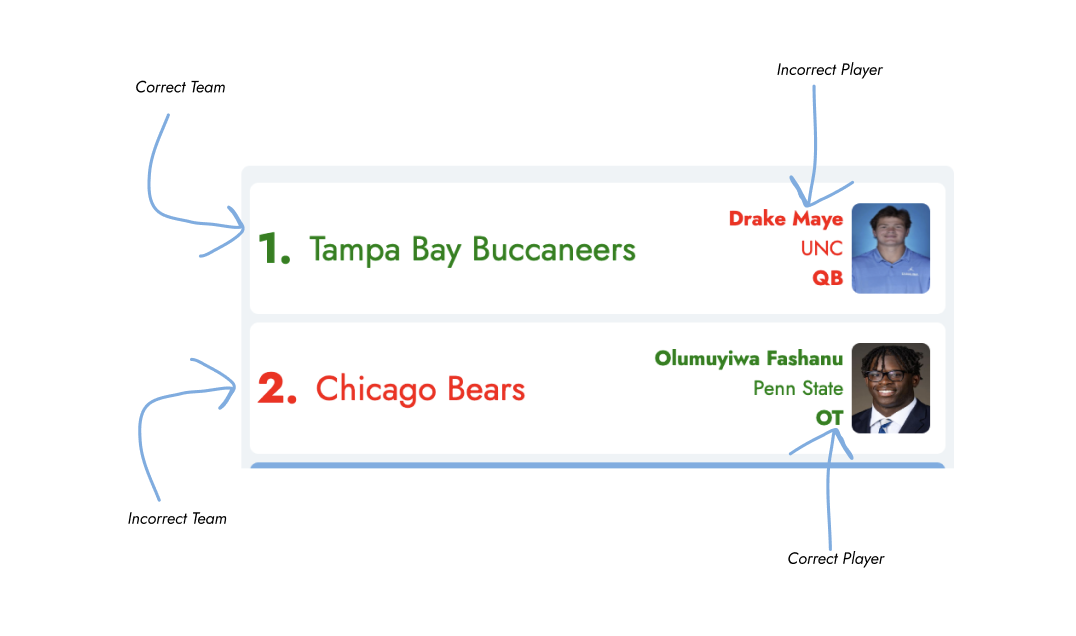 Incorrect Player
Correct Team
Drake Maye
1. Tampa Bay Buccaneers
UNC
QB
Olumuyiwa Fashanu
2. Chicago Bears
Penn State
OT
Incorrect Team
Correct Player